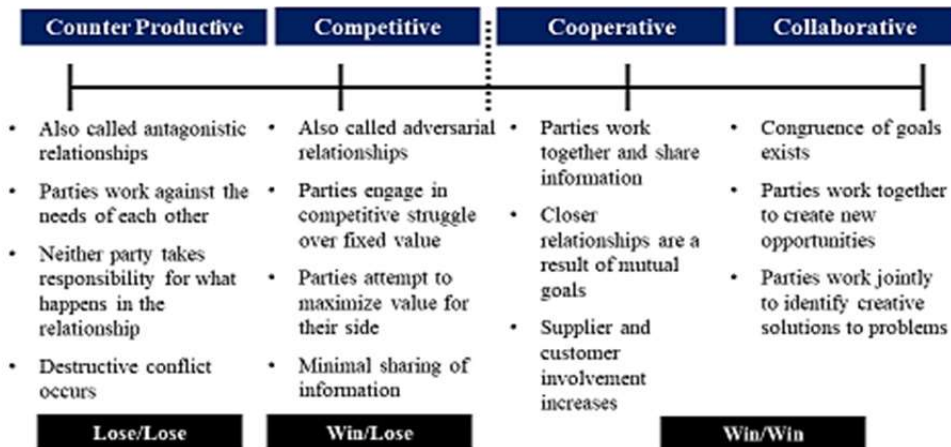 Counter Productive
Competitive
Cooperative
Collaborative
• Also called antagonistic
relationships
• Parties work against the
needs of each other
• Neither party takes
responsibility for what
happens in the
relationship
• Destructive conflict
occurs
• Also called adversarial
relationships
• Parties engage in
competitive struggle
over fixed value
• Parties attempt to
maximize value for
their side
• Minimal sharing of
information
• Parties work
together and share
information
• Closer
relationships are a
result of mutual
goals
• Supplier and
customer
involvement
increases
• Congruence of goals
exists
• Parties work together
to create new
opportunities
• Parties work jointly
to identify creative
solutions to problems
Lose/Lose
Win/Lose
Win/Win